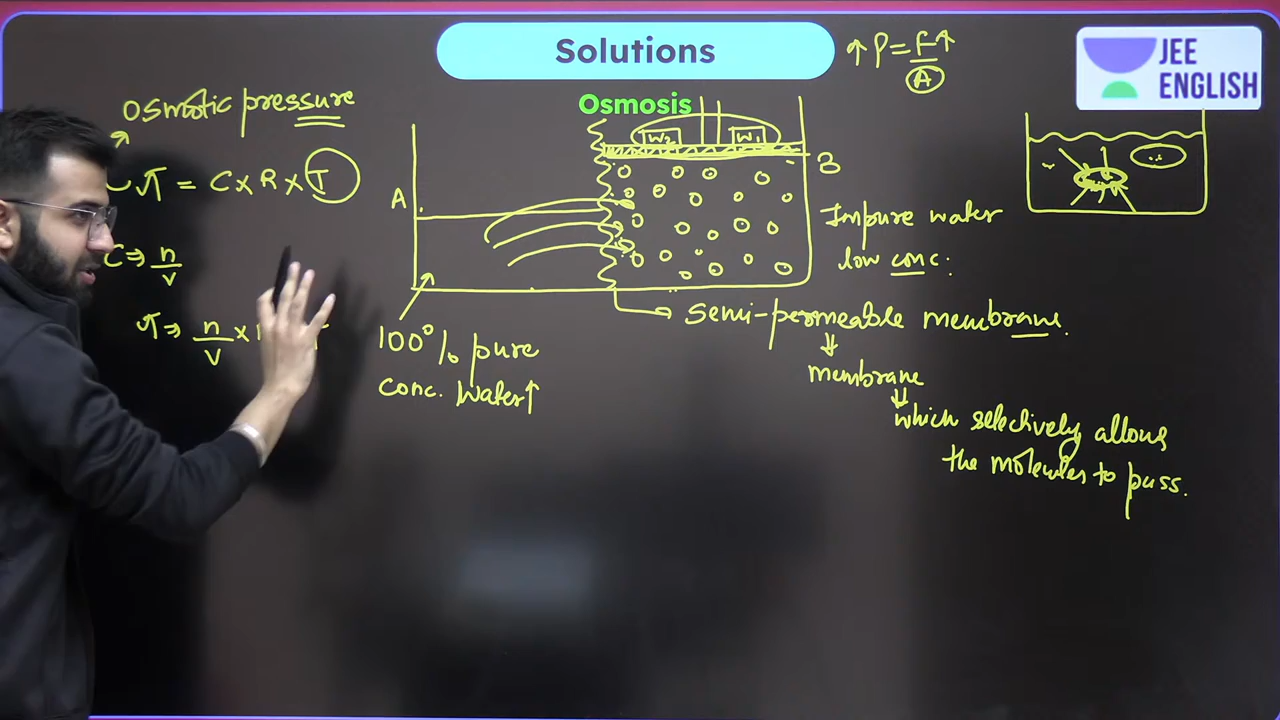 Solutions
↑ P = F↑
A
JEE
ENGLISH
Osmotic pressure
π = C × R × T
C ⇒ n
v
π ⇒ n ×
v
Osmosis
W2 W1
A
B
Impure water
low conc.
100% pure
conc. water↑
Semi-permeable membrane.
membrane
which selectively allows
the molecules to pass.